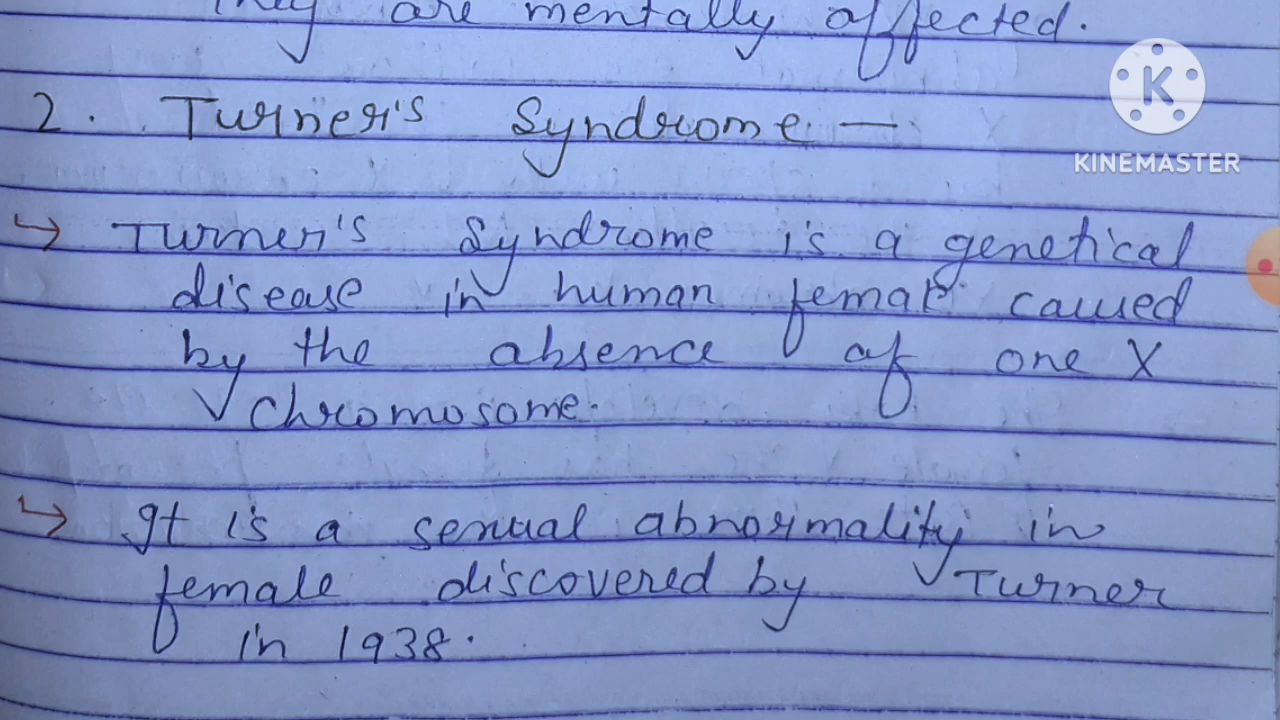 They are mentally affected.
2. Turner's Syndrome —
K
KINEMASTER
↳ Turner's Syndrome is a genetical
disease in human female caused
by the absence of one X
chromosome.
↳ It is a sexual abnormality in
female discovered by Turner
in 1938.